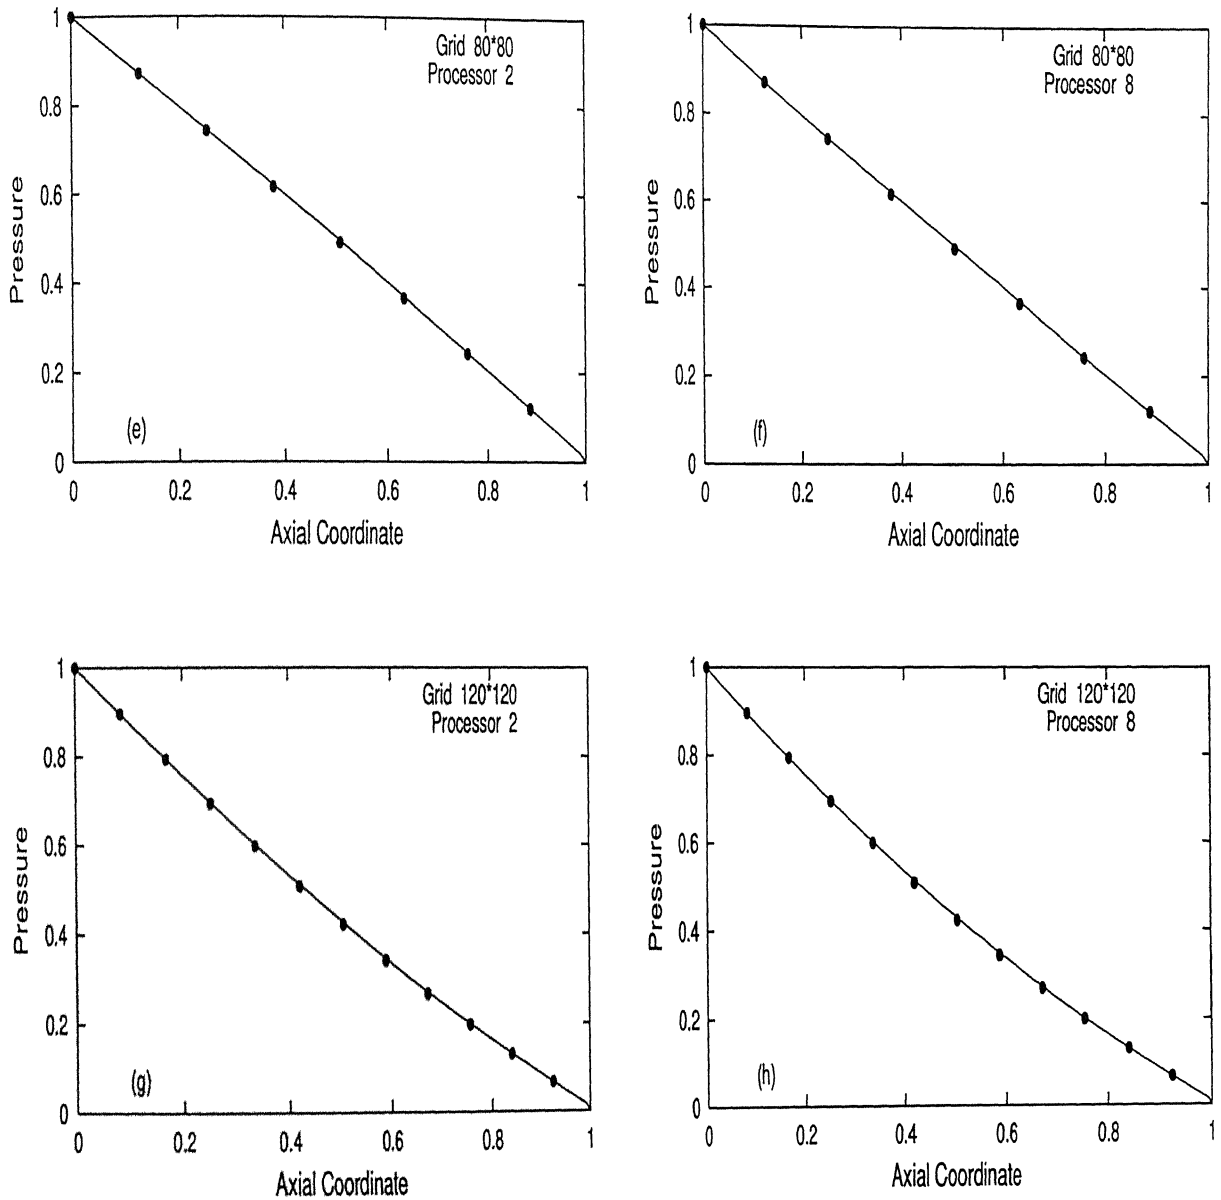 Grid 80*80
Processor 2
1
0.8
0.6
0.4
0.2
0
Pressure
(e)
0 0.2 0.4 0.6 0.8 1
Axial Coordinate
Grid 80*80
Processor 8
1
0.8
0.6
0.4
0.2
0
Pressure
(f)
0 0.2 0.4 0.6 0.8 1
Axial Coordinate
Grid 120*120
Processor 2
1
0.8
0.6
0.4
0.2
0
Pressure
(g)
0 0.2 0.4 0.6 0.8 1
Axial Coordinate
Grid 120*120
Processor 8
1
0.8
0.6
0.4
0.2
0
Pressure
(h)
0 0.2 0.4 0.6 0.8 1
Axial Coordinate